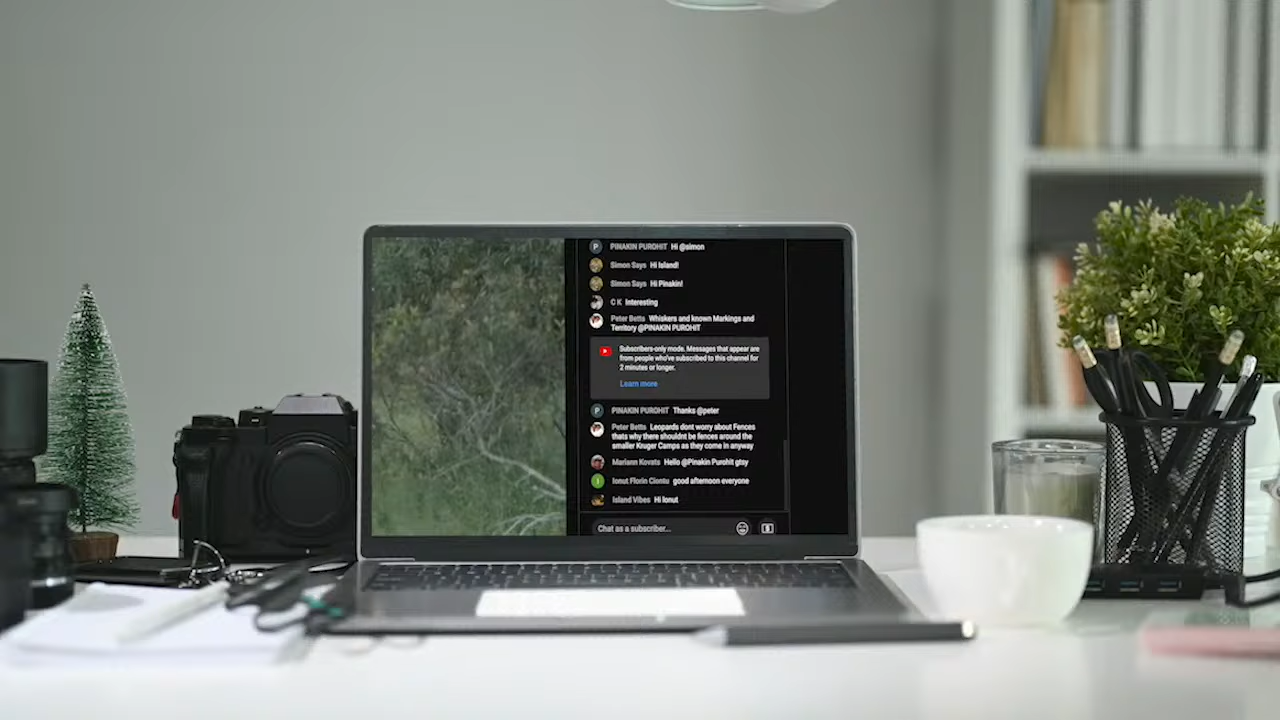 P PINAKIN PUROHIT Hi @simon
Simon Says Hi Island!
Simon Says Hi Pinakin!
C K Interesting
Peter Betts Whiskers and known Markings and
Territory @PINAKIN PUROHIT
Subscribers-only mode. Messages that appear are
from people who've subscribed to this channel for
2 minutes or longer.
Learn more
P PINAKIN PUROHIT Thanks @peter
Peter Betts Leopards dont worry about Fences
thats why there shouldnt be fences around the
smaller Kruger Camps as they come in anyway
Mariann Kovats Hello @Pinakin Purohit gtsy
I Ionut Florin Ciontu good afternoon everyone
Island Vibes Hi Ionut
Chat as a subscriber...